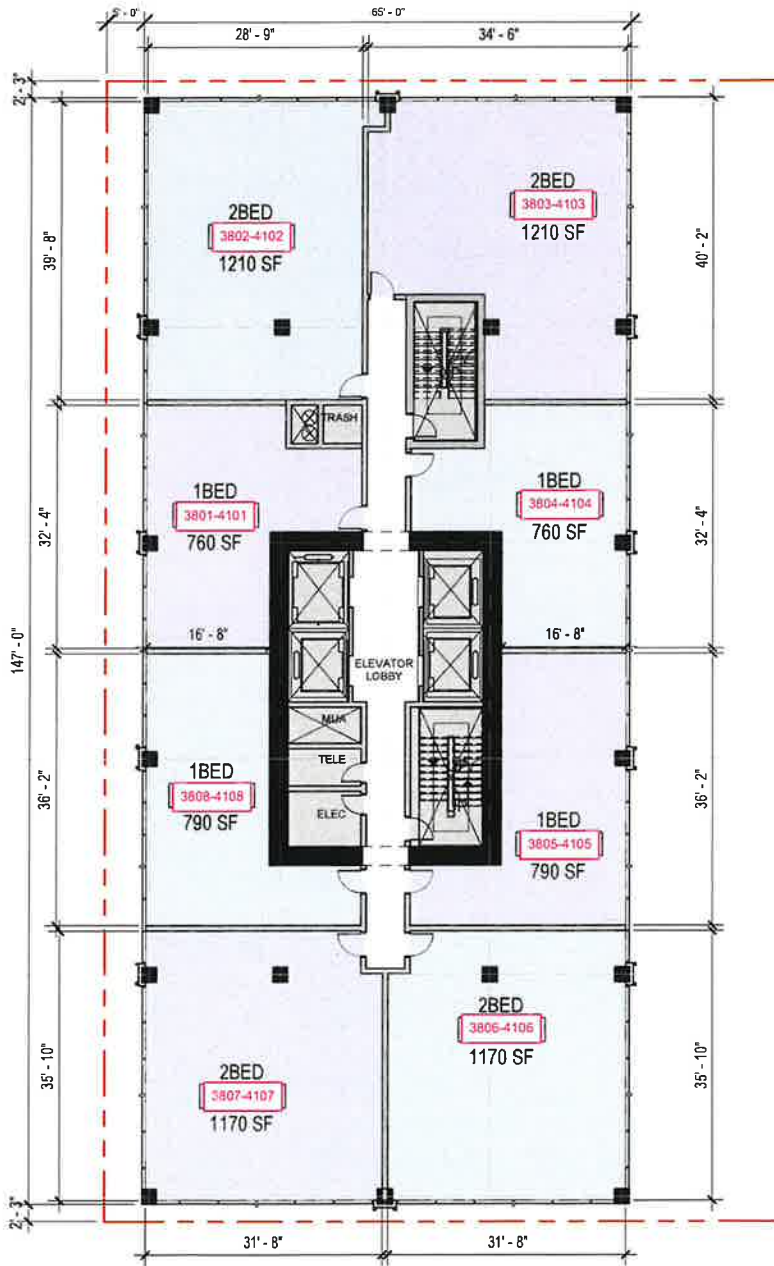 5' - 0"
65' - 0"
28' - 9"
34' - 6"
2' - 3"
2BED
3802-4102
1210 SF
2BED
3803-4103
1210 SF
39' - 8"
40' - 2"
TRASH
1BED
3801-4101
760 SF
1BED
3804-4104
760 SF
32' - 4"
32' - 4"
16' - 8"
16' - 8"
147' - 0"
ELEVATOR
LOBBY
MUA
TELE
ELEC
1BED
3808-4108
790 SF
1BED
3805-4105
790 SF
36' - 2"
36' - 2"
2BED
3806-4106
1170 SF
2BED
3807-4107
1170 SF
35' - 10"
35' - 10"
2' - 3"
31' - 8"
31' - 8"